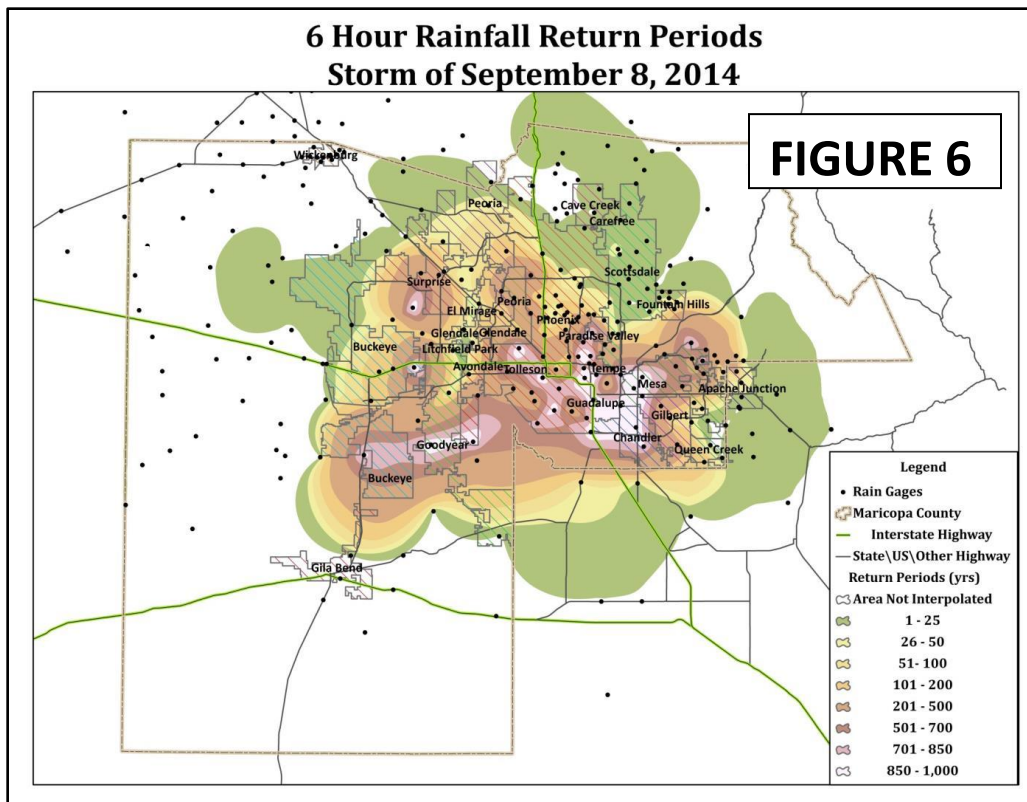 6 Hour Rainfall Return Periods
Storm of September 8, 2014
FIGURE 6
Wickenburg
Peoria
Cave Creek
Carefree
Scottsdale
Surprise
Fountain Hills
Peoria
El Mirage
Phoenix
Glendale Glendale
Paradise Valley
Buckeye
Litchfield Park
Avondale
Tolleson
Tempe
Mesa
Apache Junction
Guadalupe
Gilbert
Chandler
Goodyear
Queen Creek
Buckeye
Gila Bend
Legend
Rain Gages
Maricopa County
Interstate Highway
State\US\Other Highway
Return Periods (yrs)
Area Not Interpolated
1 - 25
26 - 50
51- 100
101 - 200
201 - 500
501 - 700
701 - 850
850 - 1,000